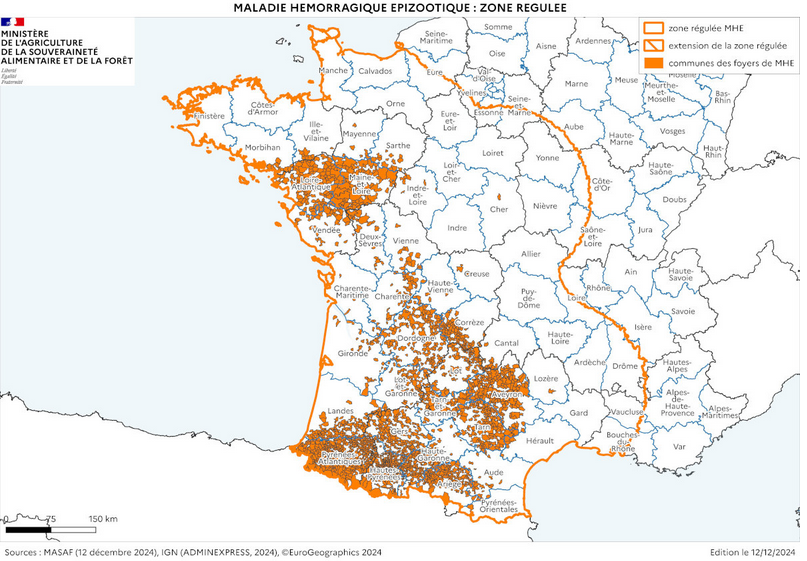 MALADIE HEMORRAGIQUE EPIZOOTIQUE : ZONE REGULEE
MINISTÈRE
DE L'AGRICULTURE
DE LA SOUVERAINETÉ
ALIMENTAIRE ET DE LA FORÊT
Liberté
Égalité
Fraternité
zone régulée MHE
extension de la zone régulée
communes des foyers de MHE
Seine-
Maritime
Somme
Oise
Aisne
Ardennes
Manche
Calvados
Eure
Val-
d'Oise
Yvelines
Essonne
Seine-
et-
Marne
Marne
Meuse
Moselle
Meurthe-
et-
Moselle
Bas-
Rhin
Finistère
Côtes-
d'Armor
Ille-
et-
Vilaine
Mayenne
Orne
Eure-
et-
Loir
Aube
Haute-
Marne
Vosges
Haut-
Rhin
Morbihan
Sarthe
Loiret
Yonne
Haute-
Saône
Loire-
Atlantique
Maine-
et-
Loire
Indre-
et-
Loire
Loir-
et-
Cher
Cher
Nièvre
Côte-
d'Or
Doubs
Vendée
Deux-
Sèvres
Vienne
Indre
Saône-
et-
Loire
Jura
Allier
Charente-
Maritime
Charente
Haute-
Vienne
Creuse
Puy-
de-
Dôme
Loire
Rhône
Ain
Haute-
Savoie
Savoie
Isère
Corrèze
Dordogne
Gironde
Cantal
Haute-
Loire
Ardèche
Drôme
Hautes-
Alpes
Lot
Lot-
et-
Garonne
Aveyron
Lozère
Tarn-
et-
Garonne
Gard
Vaucluse
Alpes-
de-
Haute-
Provence
Alpes-
Maritimes
Landes
Gers
Tarn
Hérault
Bouches-
du-
Rhône
Var
Pyrénées-
Atlantiques
Hautes-
Pyrénées
Haute-
Garonne
Ariège
Aude
Pyrénées-
Orientales
0 75 150 km
Sources : MASAF (12 décembre 2024), IGN (ADMINEXPRESS, 2024), ©EuroGeographics 2024
Edition le 12/12/2024